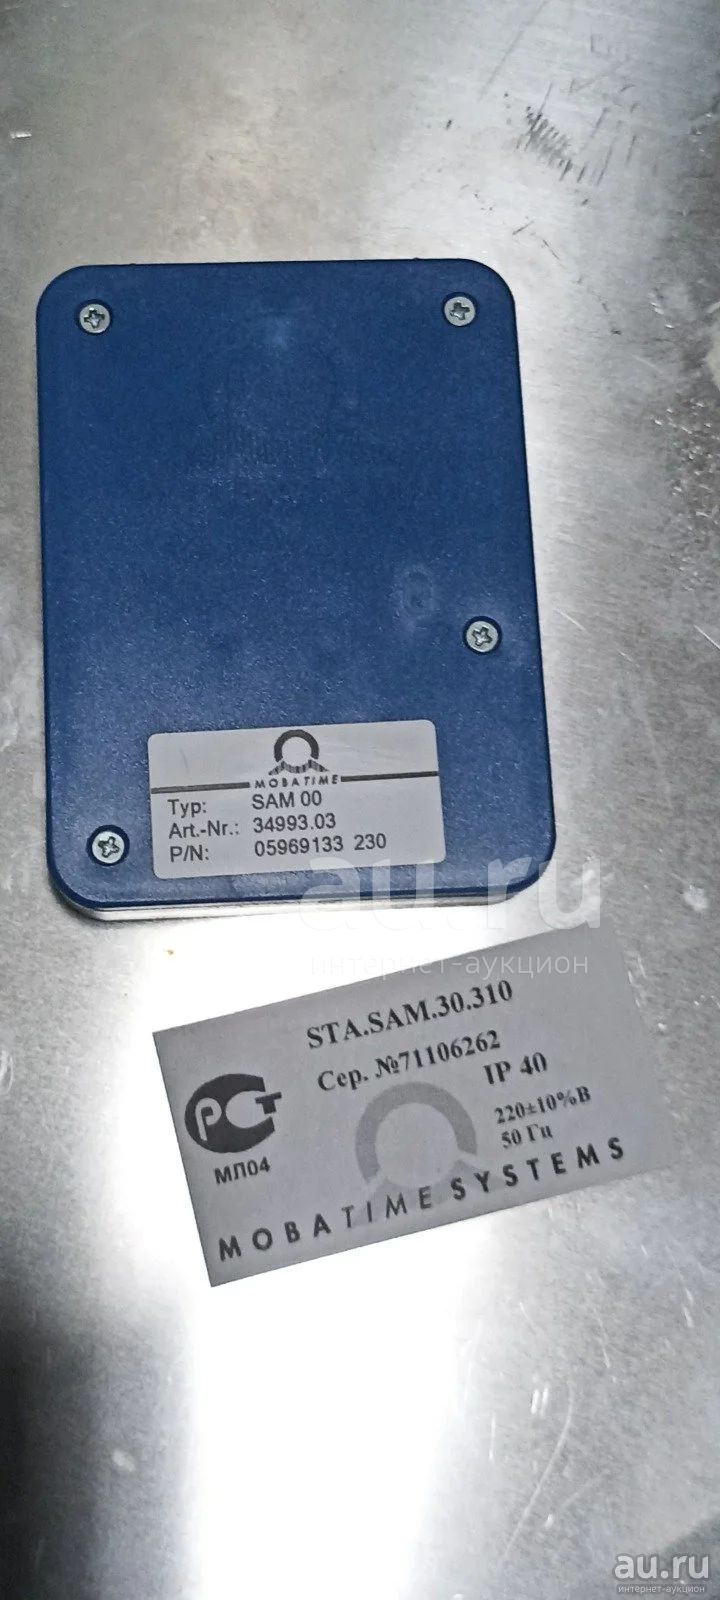 MOBATIME
Typ: SAM 00
Art.-Nr.: 34993.03
P/N: 05969133 230
au.ru
интернет-аукцион
STA.SAM.30.310
Сер. №71106262
IP 40
220±10%В
50 Гц
РСТ
МЛ04
MOBATIME SYSTEMS
au.ru
интернет-аукцион